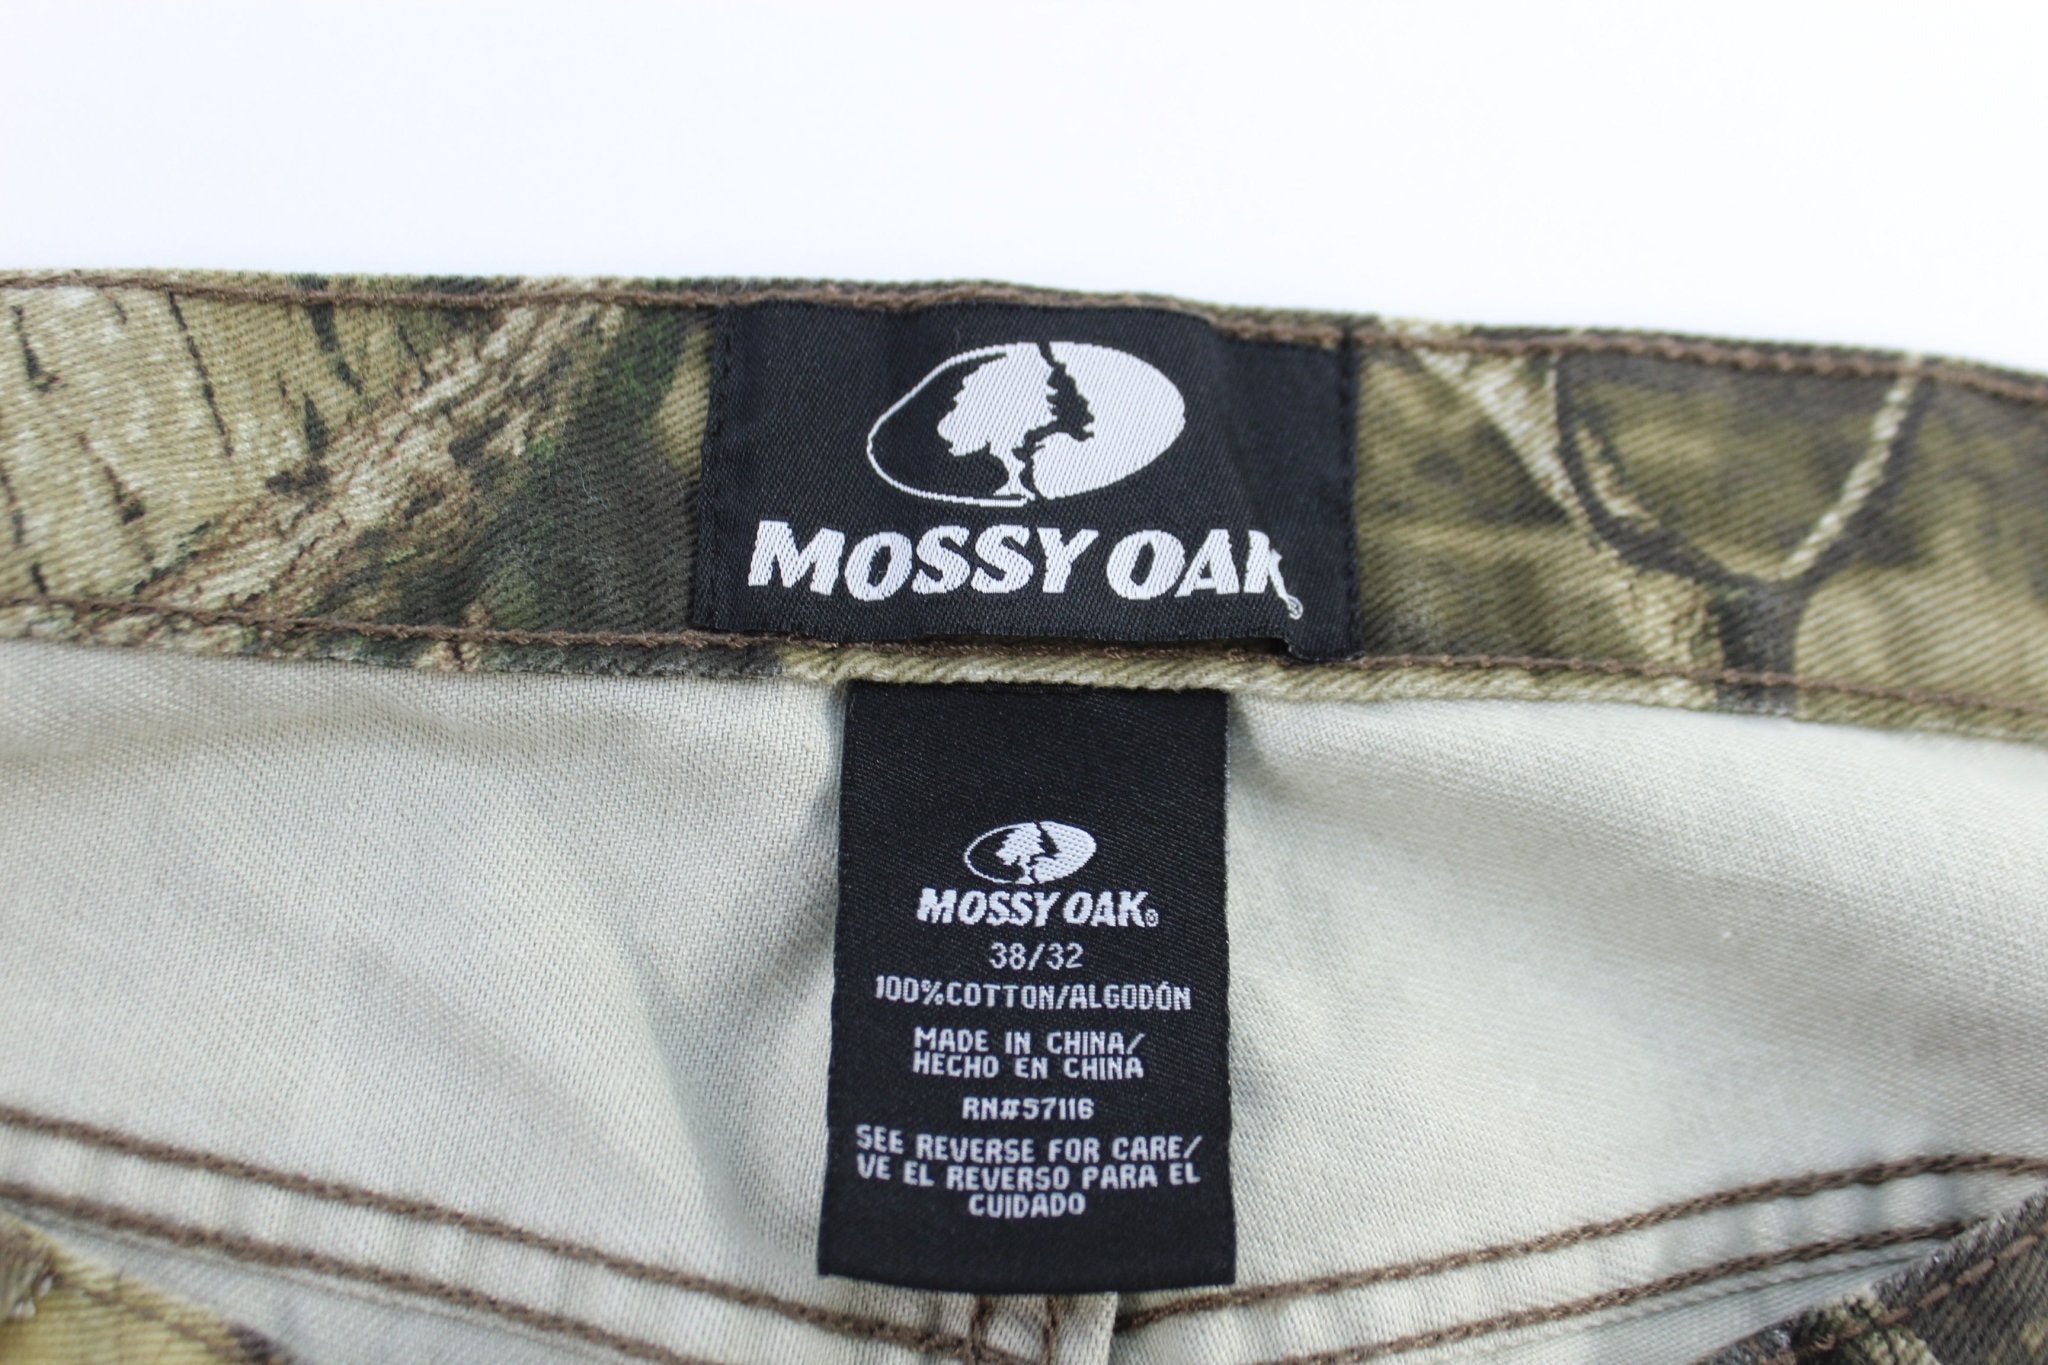 MOSSY OAK®
MOSSY OAK®
38/32
100%COTTON/ALGODÓN
MADE IN CHINA/
HECHO EN CHINA
RN#57116
SEE REVERSE FOR CARE/
VE EL REVERSO PARA EL
CUIDADO